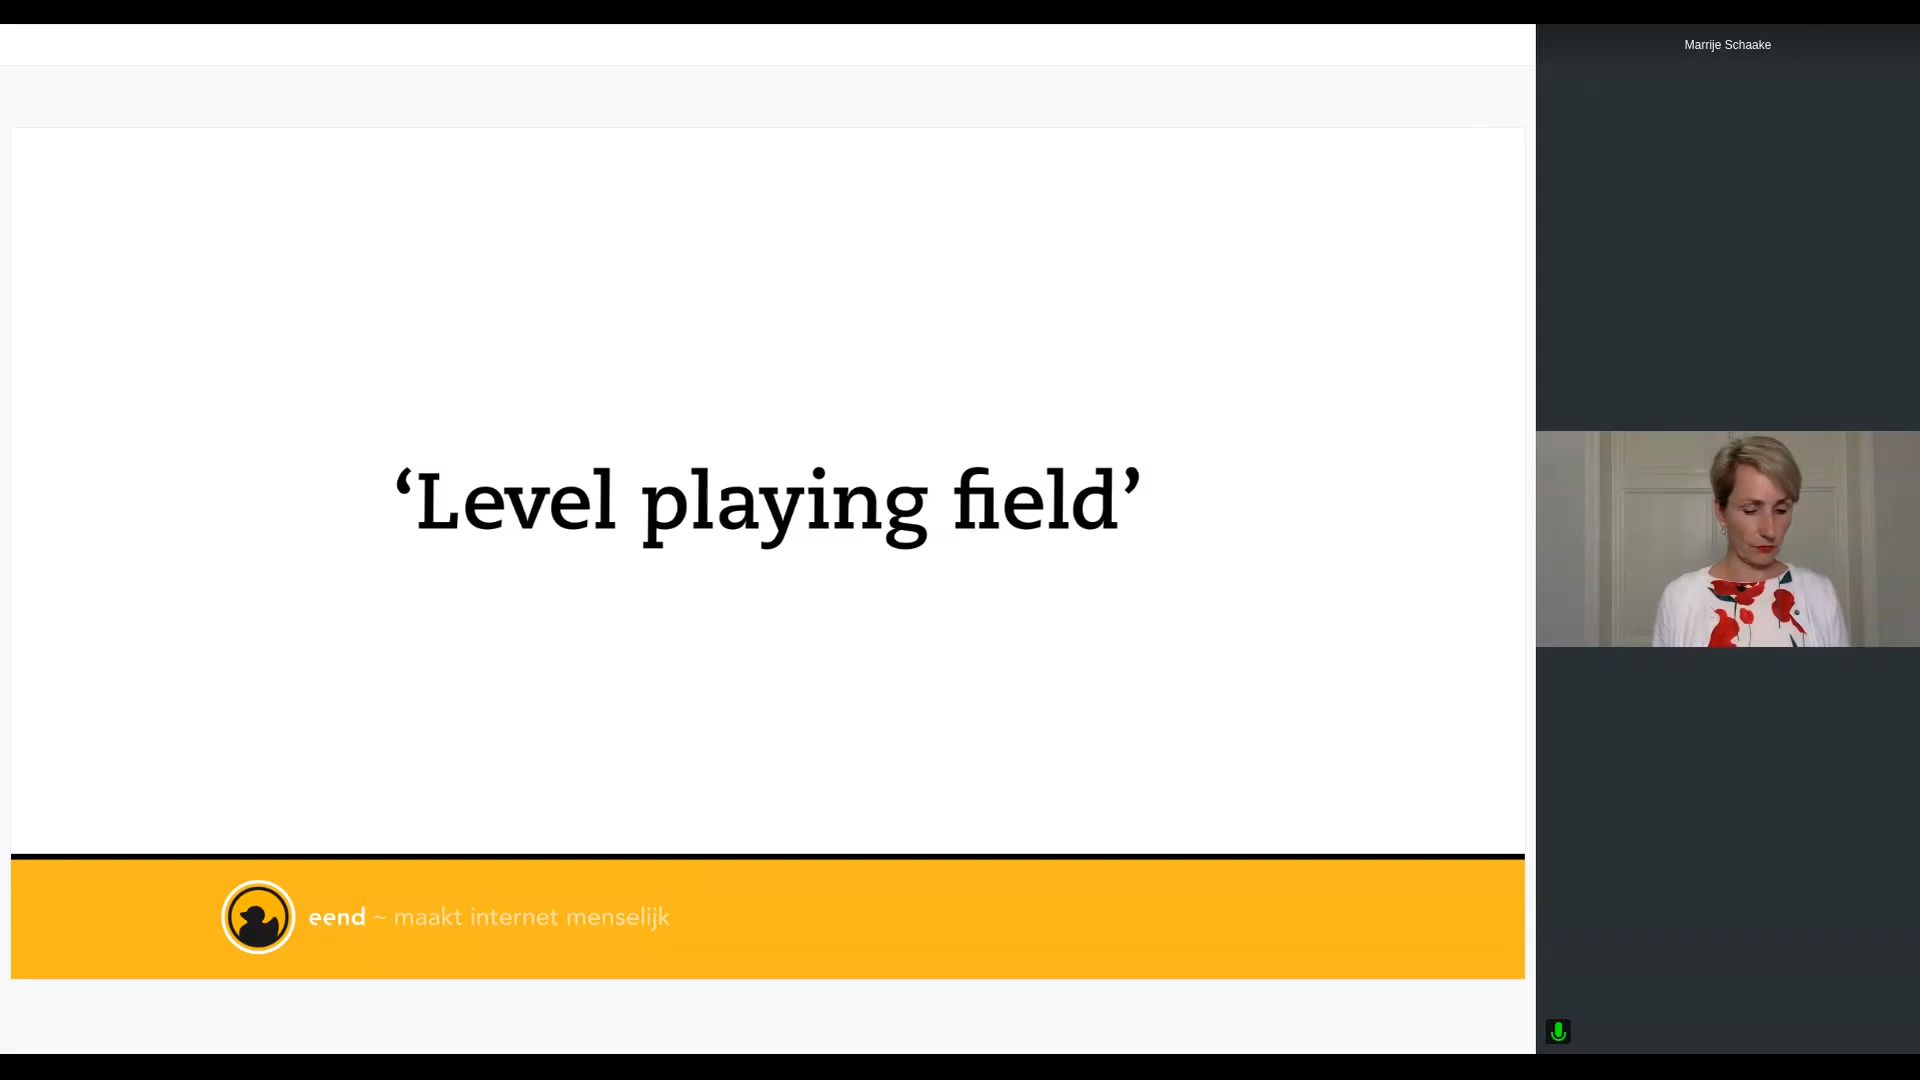 Marrije Schaake
‘Level playing field’
eend ~ maakt internet menselijk